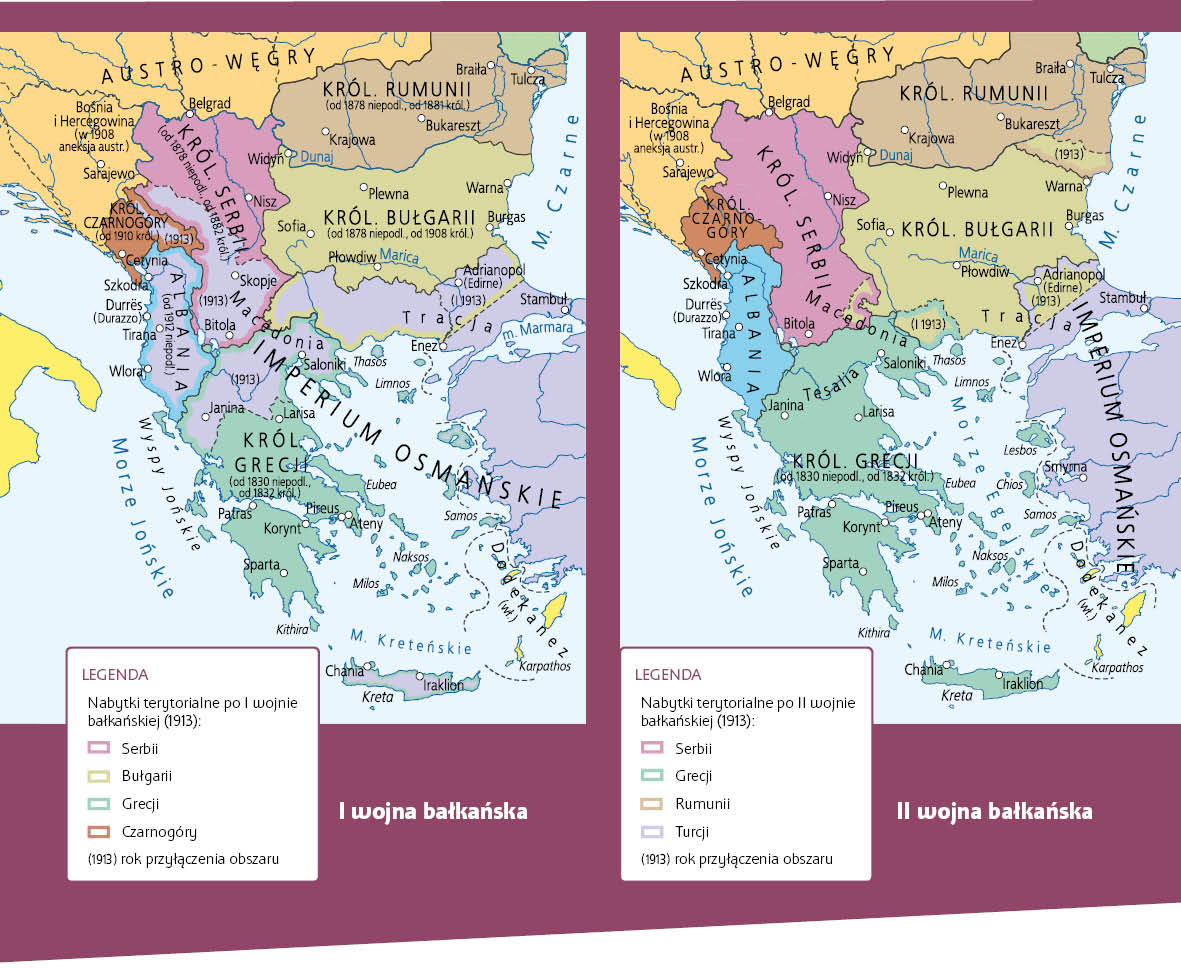 AUSTRO-WĘGRY
Braiła
Tulcza
KRÓL. RUMUNII
(od 1878 niepodl., od 1881 król.)
Bośnia
i Hercegowina
(w 1908
aneksja austr.)
Belgrad
Bukareszt
Krajowa
Widyń
Dunaj
Sarajewo
KRÓL. SERBII
(od 1878 niepodl., od 1882 król.)
Nisz
Plewna
Warna
M. Czarne
KRÓL.
CZARNOGÓRY
(od 1910 król.)
(1913)
Sofia
KRÓL. BUŁGARII
(od 1878 niepodl., od 1908 król.)
Burgas
Cetynia
Płowdiw
Marica
Szkodra
Skopje
Adrianopol
(Edirne)
ALBANIA
(od 1912 niepodl.)
Durrës
(Durazzo)
(1913)
Macedonia
(I 1913)
Stambuł
Tirana
Bitola
Tracja
m. Marmara
Enez
Wlora
Saloniki
Thasos
(1913)
Limnos
IMPERIUM OSMAŃSKIE
Janina
Larisa
Wyspy Jońskie
Morze Jońskie
KRÓL.
GRECJI
(od 1830 niepodl.,
od 1832 król.)
Eubea
Patras
Pireus
Ateny
Samos
Korynt
Sparta
Naksos
Milos
Dodekanez
(wł.)
Kithira
M. Kreteńskie
Karpathos
Chania
Iraklion
Kreta
LEGENDA
Nabytki terytorialne po I wojnie
bałkańskiej (1913):
Serbii
Bułgarii
Grecji
Czarnogóry
(1913) rok przyłączenia obszaru
I wojna bałkańska
AUSTRO-WĘGRY
Braiła
Tulcza
KRÓL. RUMUNII
Bośnia
i Hercegowina
(w 1908
aneksja austr.)
Belgrad
Bukareszt
Krajowa
Widyń
Dunaj
(1913)
Sarajewo
KRÓL. SERBII
Nisz
Plewna
Warna
M. Czarne
KRÓL.
CZARNO-
GÓRY
Sofia
KRÓL. BUŁGARII
Burgas
Cetynia
Marica
Płowdiw
Szkodra
Adrianopol
(Edirne)
(1913)
ALBANIA
Durrës
(Durazzo)
Macedonia
Stambuł
Tirana
Bitola
(I 1913)
Tracja
Enez
Wlora
Saloniki
Thasos
Tesalia
Limnos
IMPERIUM OSMAŃSKIE
Janina
Larisa
Wyspy Jońskie
Morze Jońskie
Morze Egejskie
Lesbos
KRÓL. GRECJI
(od 1830 niepodl., od 1832 król.)
Smyrna
Eubea
Chios
Patras
Pireus
Ateny
Samos
Korynt
Sparta
Naksos
Milos
Dodekanez
(wł.)
Kithira
M. Kreteńskie
Karpathos
Chania
Iraklion
Kreta
LEGENDA
Nabytki terytorialne po II wojnie
bałkańskiej (1913):
Serbii
Grecji
Rumunii
Turcji
(1913) rok przyłączenia obszaru
II wojna bałkańska